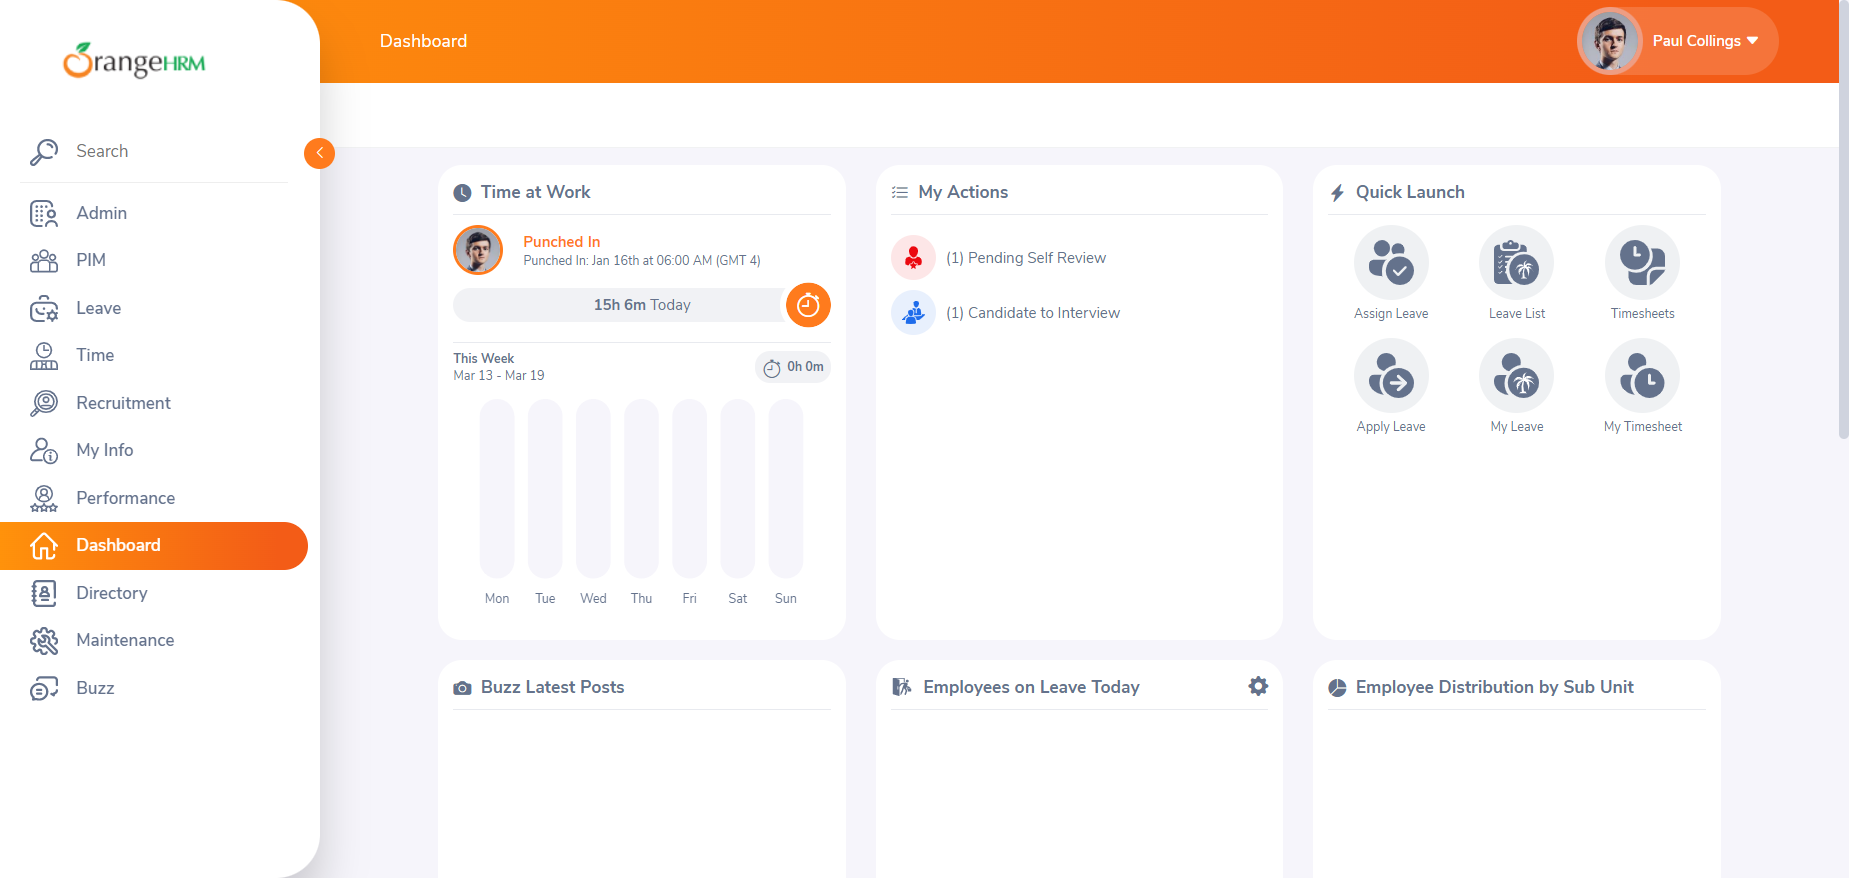 OrangeHRM
Search
Admin
PIM
Leave
Time
Recruitment
My Info
Performance
Dashboard
Directory
Maintenance
Buzz
Dashboard
Paul Collings
Time at Work
Punched In
Punched In: Jan 16th at 06:00 AM (GMT 4)
15h 6m Today
This Week
Mar 13 - Mar 19
0h 0m
Mon Tue Wed Thu Fri Sat Sun
My Actions
(1) Pending Self Review
(1) Candidate to Interview
Quick Launch
Assign Leave
Leave List
Timesheets
Apply Leave
My Leave
My Timesheet
Buzz Latest Posts
Employees on Leave Today
Employee Distribution by Sub Unit